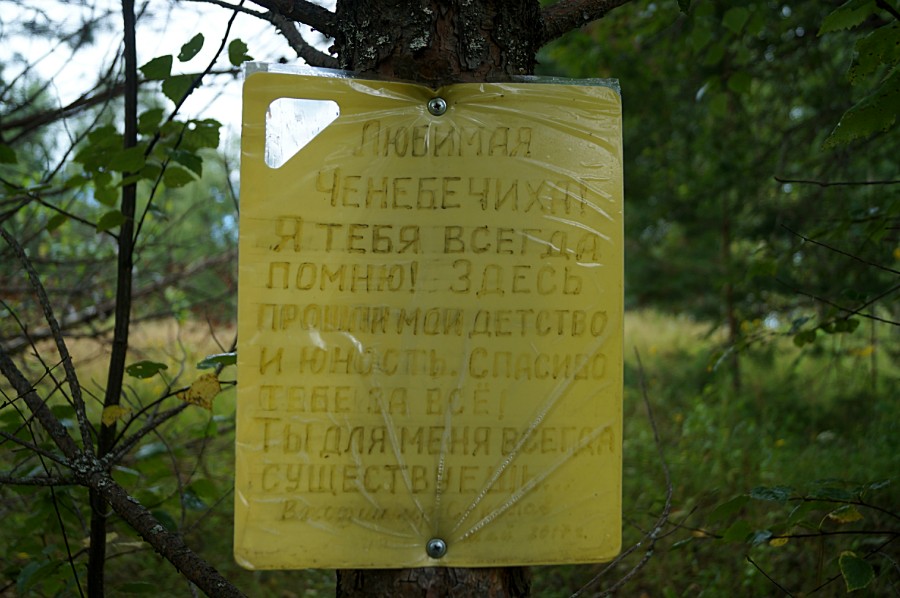 Любимая
Ченебечиха!!!
Я тебя всегда
помню! Здесь
прошли мои детство
и юность. Спасибо
тебе за всё!
Ты для меня всегда
существуешь...
2017 г.